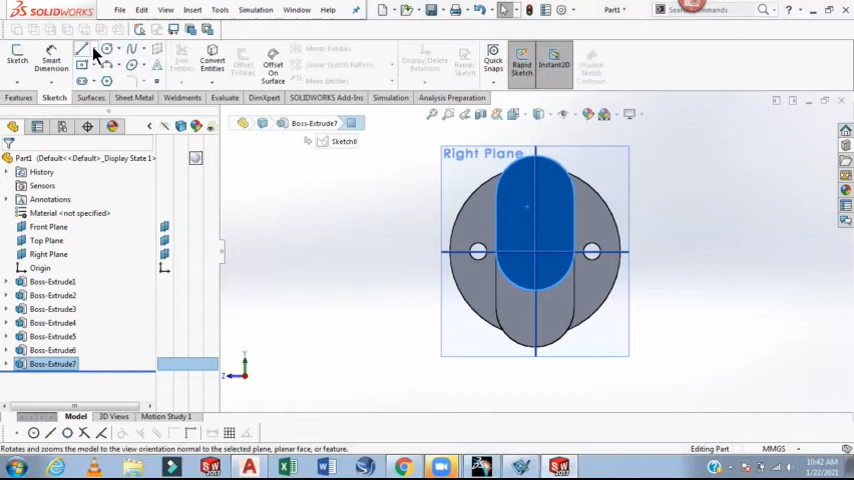 SOLIDWORKS File Edit View Insert Tools Simulation Window Help Part1 * Search Commands ?
Sketch Smart Dimension Trim Entities Convert Entities Offset Entities Offset On Surface Mirror Entities Linear Sketch Pattern Move Entities Display/Delete Relations Repair Sketch Quick Snaps Rapid Sketch Instant2D Shaded Sketch Contours
Features Sketch Surfaces Sheet Metal Weldments Evaluate DimXpert SOLIDWORKS Add-Ins Simulation Analysis Preparation
Boss-Extrude7
Sketch8
Right Plane
Part1 (Default<<Default>_Display State 1>
History
Sensors
Annotations
Material <not specified>
Front Plane
Top Plane
Right Plane
Origin
Boss-Extrude1
Boss-Extrude2
Boss-Extrude3
Boss-Extrude4
Boss-Extrude5
Boss-Extrude6
Boss-Extrude7
Y
Z
Model 3D Views Motion Study 1
Rotates and zooms the model to the view orientation normal to the selected plane, planar face, or feature. Editing Part MMGS
10:42 AM
1/22/2021